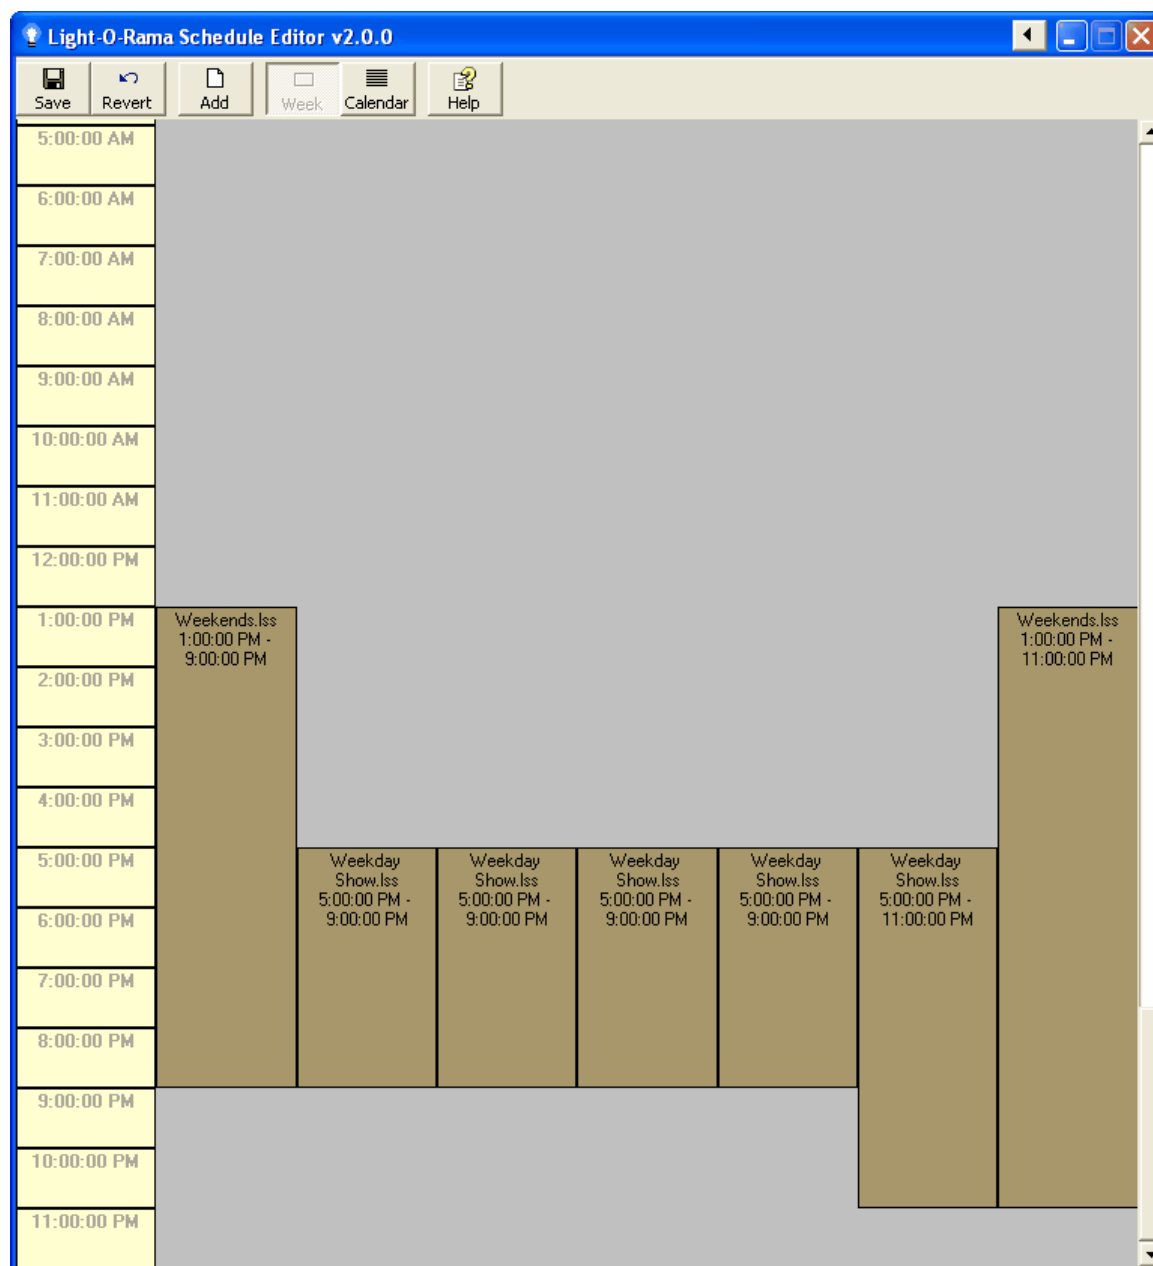 Light-O-Rama Schedule Editor v2.0.0
Save Revert Add Week Calendar Help
5:00:00 AM
6:00:00 AM
7:00:00 AM
8:00:00 AM
9:00:00 AM
10:00:00 AM
11:00:00 AM
12:00:00 PM
1:00:00 PM
Weekends.lss
1:00:00 PM -
9:00:00 PM
Weekends.lss
1:00:00 PM -
11:00:00 PM
2:00:00 PM
3:00:00 PM
4:00:00 PM
5:00:00 PM
Weekday
Show.lss
5:00:00 PM -
9:00:00 PM
Weekday
Show.lss
5:00:00 PM -
9:00:00 PM
Weekday
Show.lss
5:00:00 PM -
9:00:00 PM
Weekday
Show.lss
5:00:00 PM -
9:00:00 PM
Weekday
Show.lss
5:00:00 PM -
11:00:00 PM
6:00:00 PM
7:00:00 PM
8:00:00 PM
9:00:00 PM
10:00:00 PM
11:00:00 PM